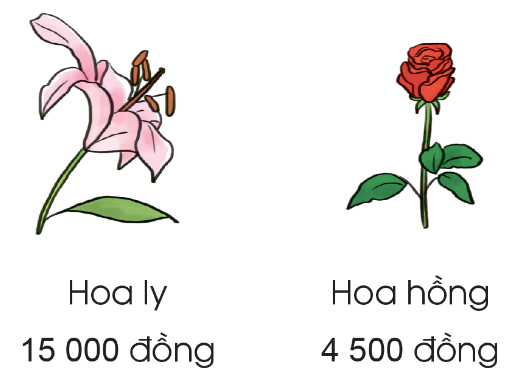 Hoa ly
15 000 đồng
Hoa hồng
4 500 đồng